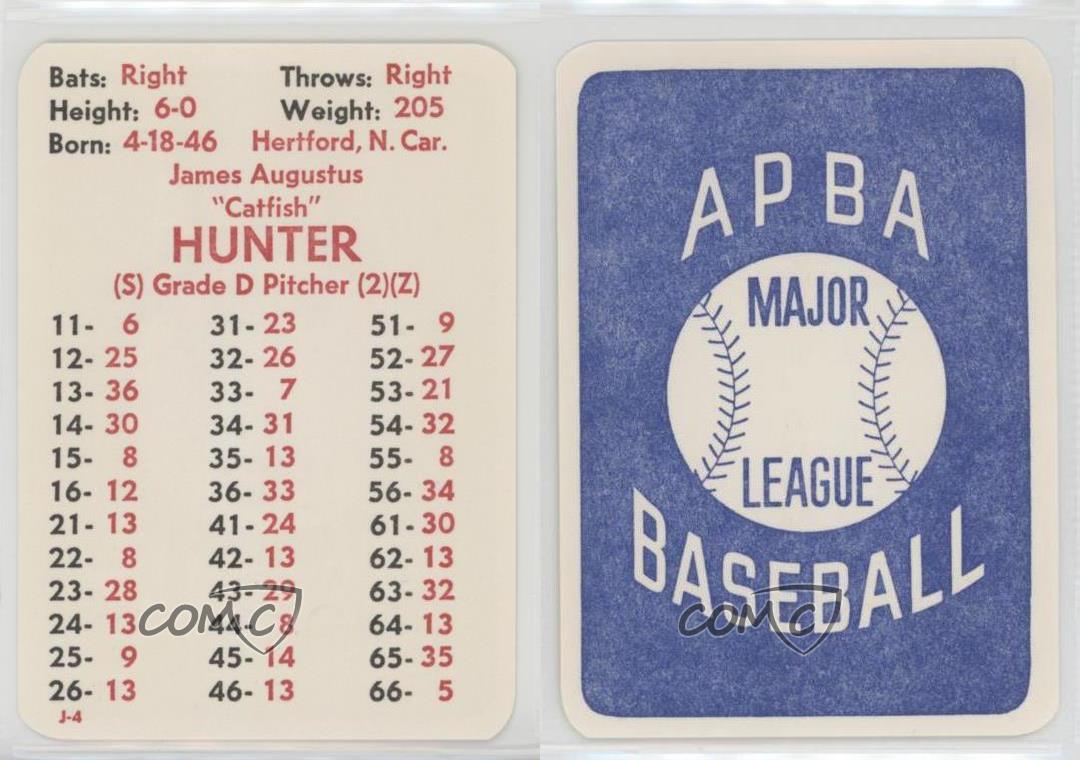 Bats: Right Throws: Right
Height: 6-0 Weight: 205
Born: 4-18-46 Hertford, N. Car.
James Augustus
"Catfish"
HUNTER
(S) Grade D Pitcher (2)(Z)
11- 6 31- 23 51- 9
12- 25 32- 26 52- 27
13- 36 33- 7 53- 21
14- 30 34- 31 54- 32
15- 8 35- 13 55- 8
16- 12 36- 33 56- 34
21- 13 41- 24 61- 30
22- 8 42- 13 62- 13
23- 28 43- 29 63- 32
24- 13 44- 8 64- 13
25- 9 45- 14 65- 35
26- 13 46- 13 66- 5
J-4
COMC
APBA
MAJOR
LEAGUE
BASEBALL
COMC